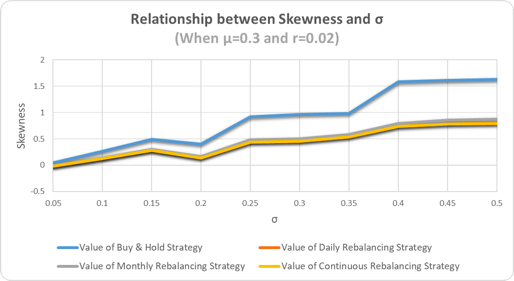 Relationship between Skewness and σ
(When μ=0.3 and r=0.02)
2
1.5
1
0.5
0
-0.5
Skewness
0.05 0.1 0.15 0.2 0.25 0.3 0.35 0.4 0.45 0.5
σ
Value of Buy & Hold Strategy Value of Daily Rebalancing Strategy
Value of Monthly Rebalancing Strategy Value of Continuous Rebalancing Strategy